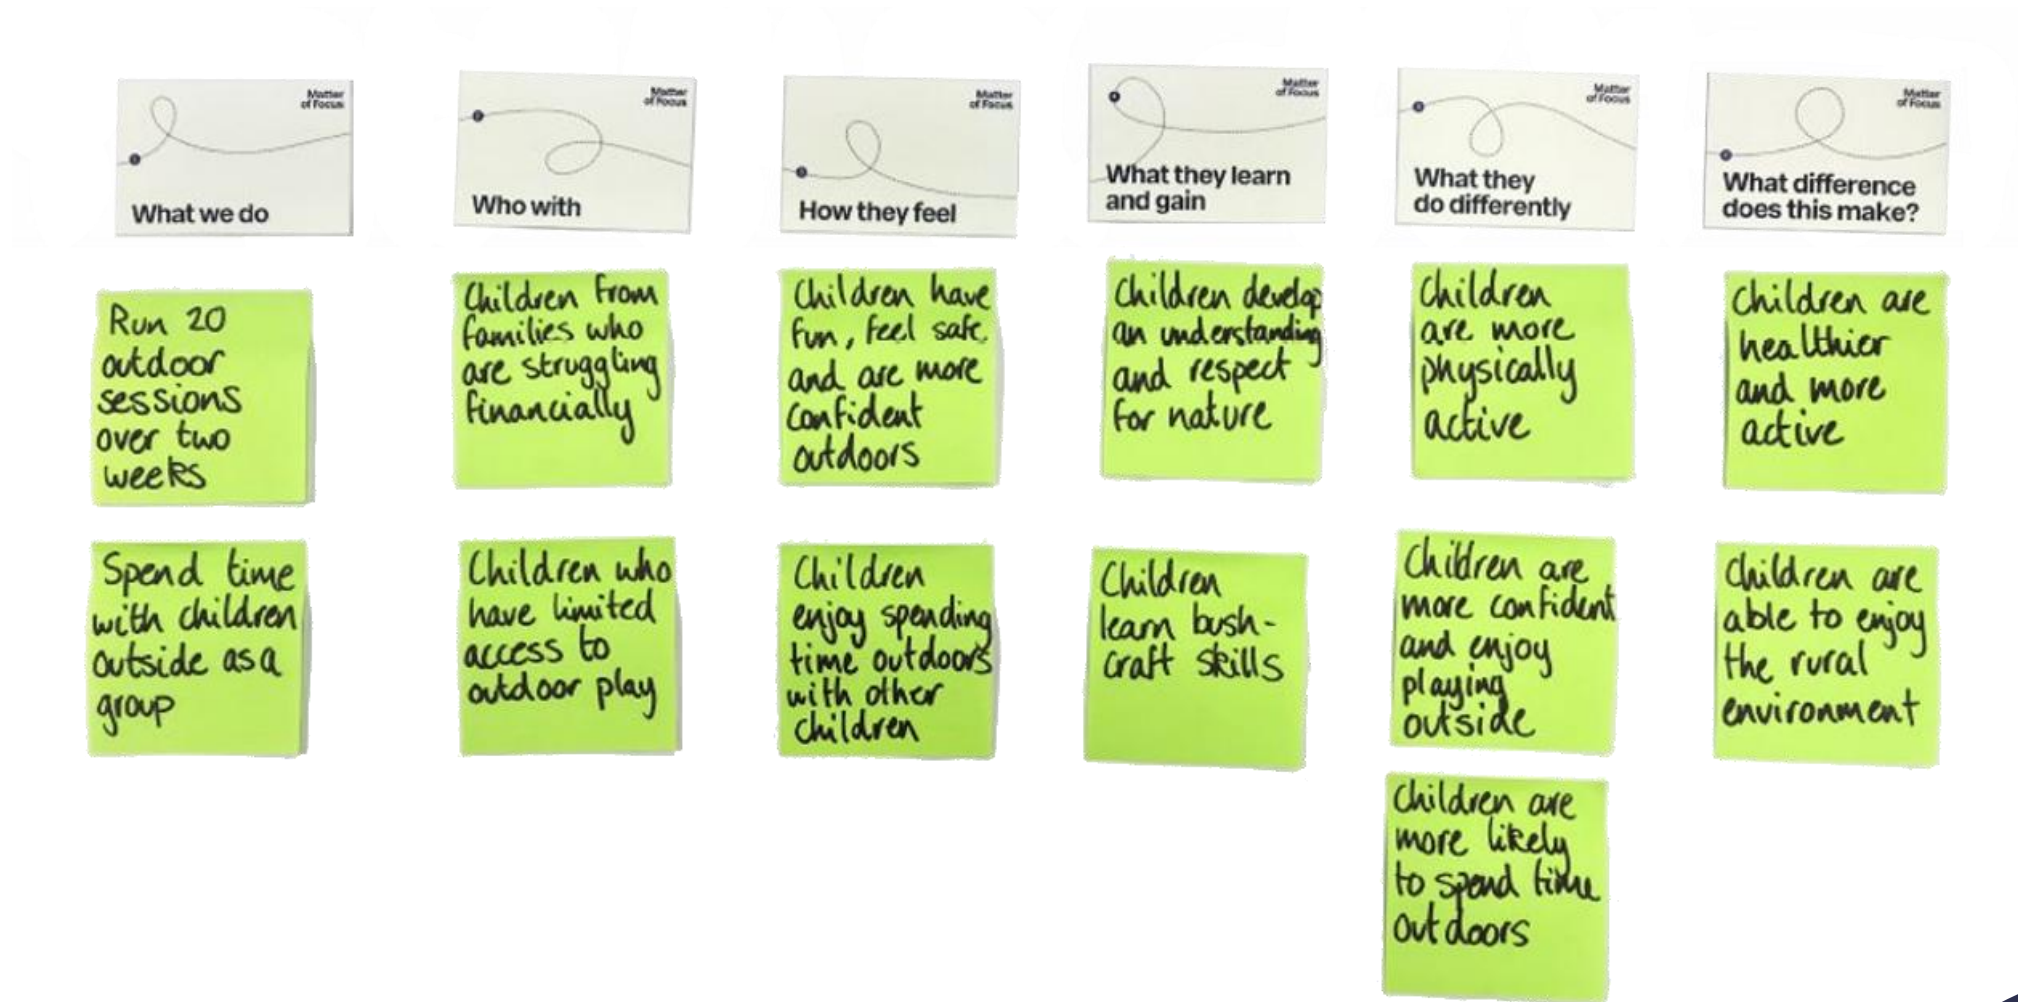 Matter
of Focus
What we do
Matter
of Focus
Who with
Matter
of Focus
How they feel
Matter
of Focus
What they learn
and gain
Matter
of Focus
What they
do differently
Matter
of Focus
What difference
does this make?
Run 20
outdoor
sessions
over two
weeks
Spend time
with children
outside as a
group
Children from
families who
are struggling
financially
Children who
have limited
access to
outdoor play
Children have
fun, feel safe
and are more
confident
outdoors
Children
enjoy spending
time outdoors
with other
children
Children develop
an understanding
and respect
for nature
Children
learn bush-
craft skills
Children
are more
physically
active
Children are
more confident
and enjoy
playing
outside
Children are
more likely
to spend time
outdoors
Children are
healthier
and more
active
Children are
able to enjoy
the rural
environment